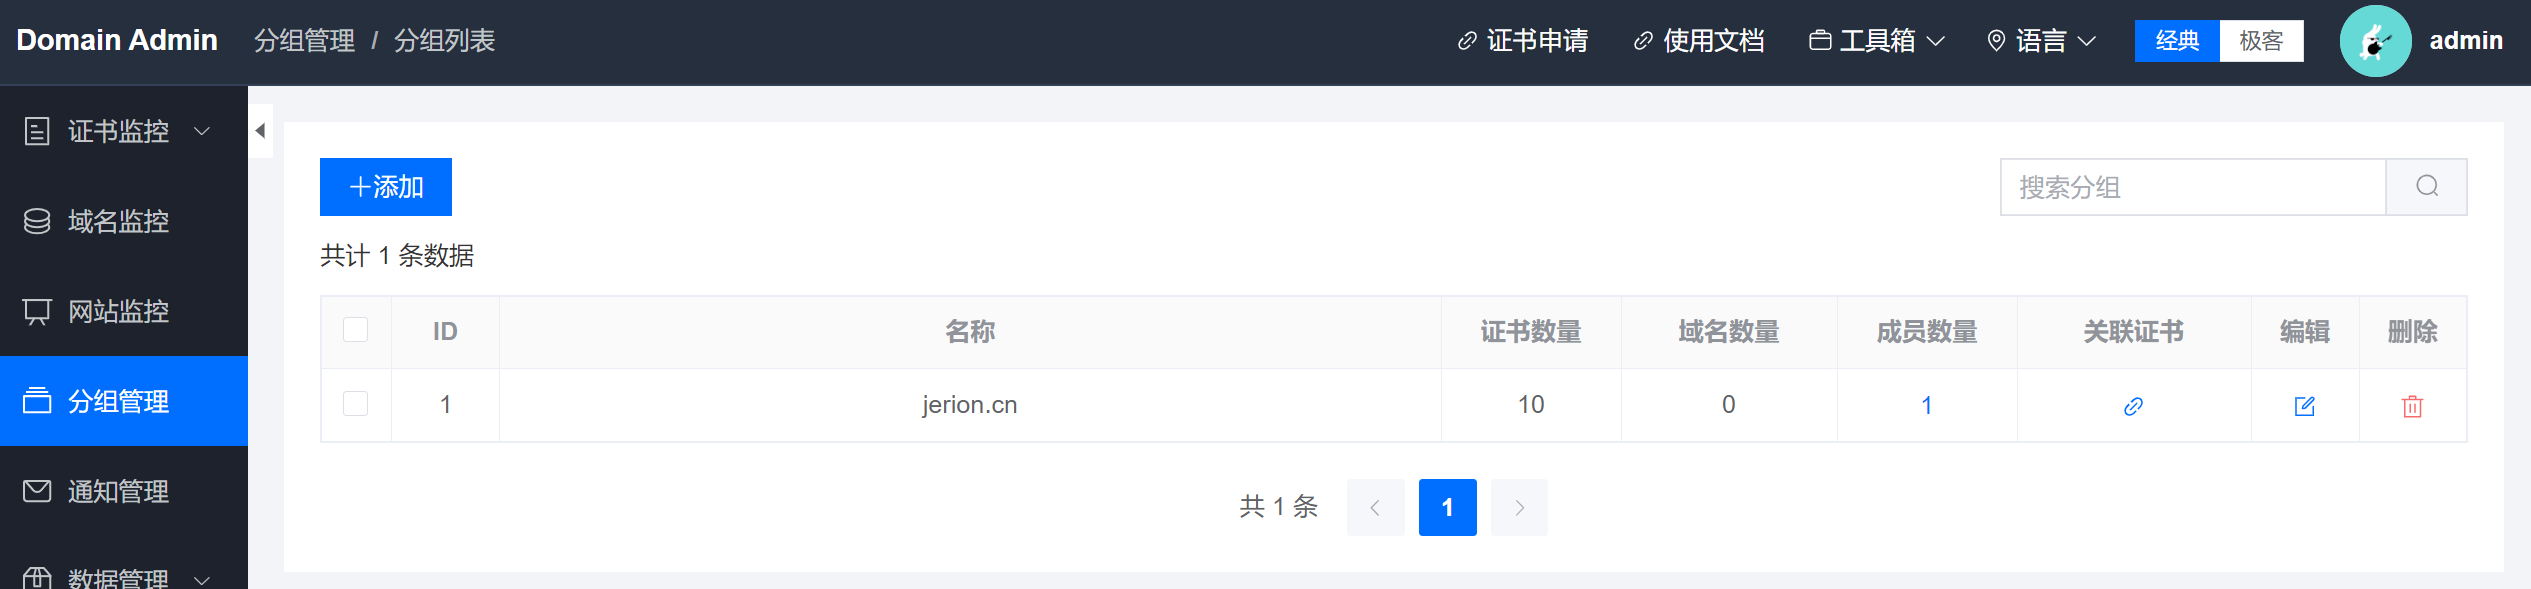 Domain Admin 分组管理 / 分组列表 证书申请 使用文档 工具箱 语言 经典 极客 admin
证书监控
域名监控
网站监控
分组管理
通知管理
数据管理
+添加 搜索分组
共计 1 条数据
ID 名称 证书数量 域名数量 成员数量 关联证书 编辑 删除
1 jerion.cn 10 0 1
共 1 条 1